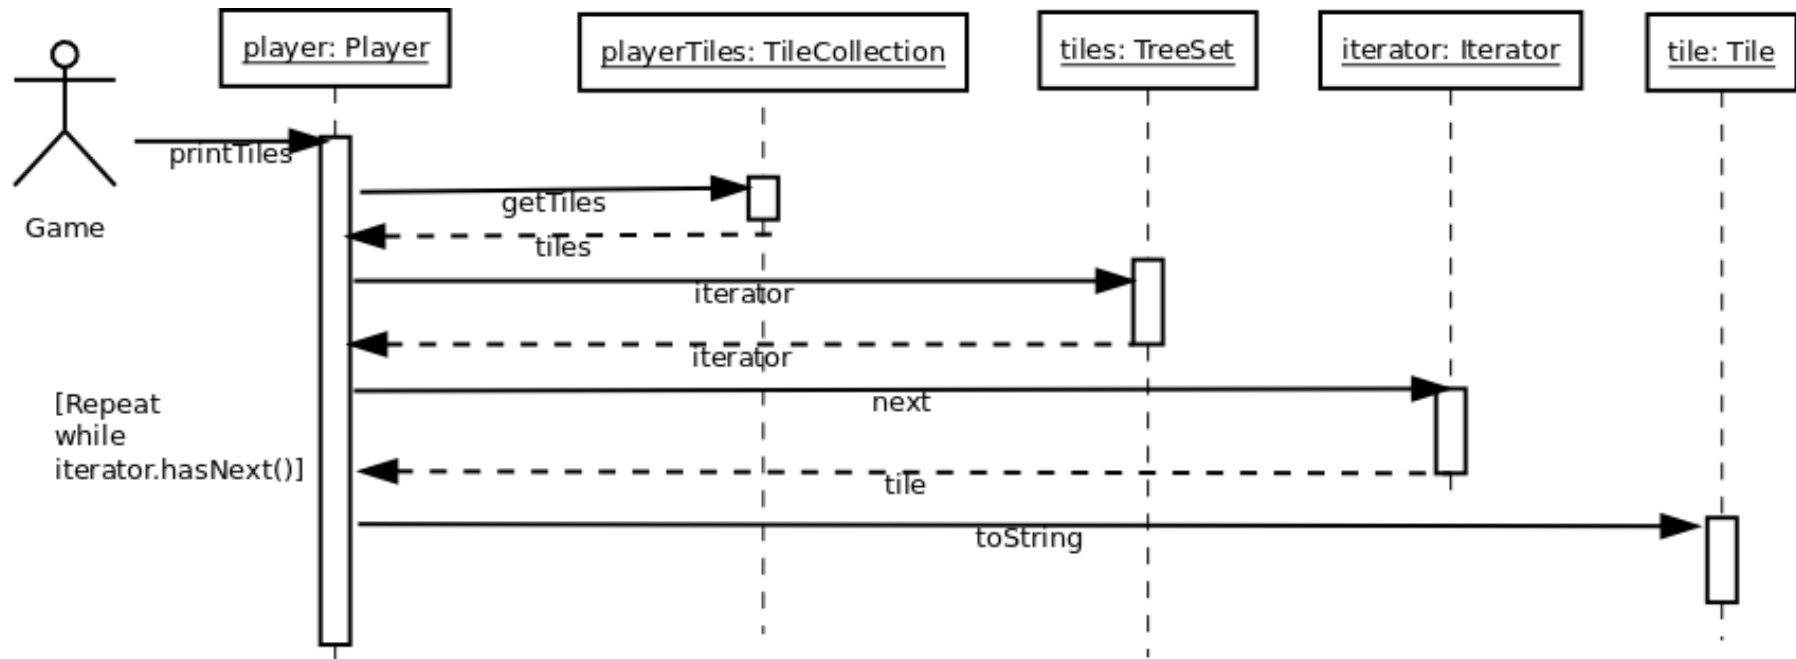 player: Player
playerTiles: TileCollection
tiles: TreeSet
iterator: Iterator
tile: Tile
printTiles
getTiles
Game
tiles
iterator
iterator
[Repeat
while
iterator.hasNext()]
next
tile
toString